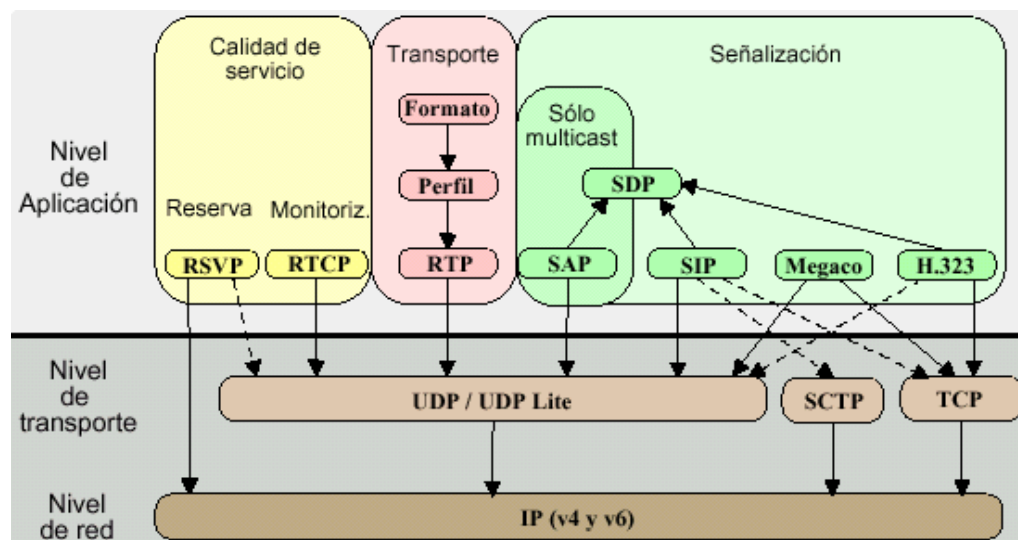 Calidad de
servicio
Transporte
Señalización
Formato
Sólo
multicast
Nivel
de
Aplicación
Perfil
SDP
Reserva
Monitoriz.
RSVP
RTCP
RTP
SAP
SIP
Megaco
H.323
Nivel
de
transporte
UDP / UDP Lite
SCTP
TCP
Nivel
de red
IP (v4 y v6)